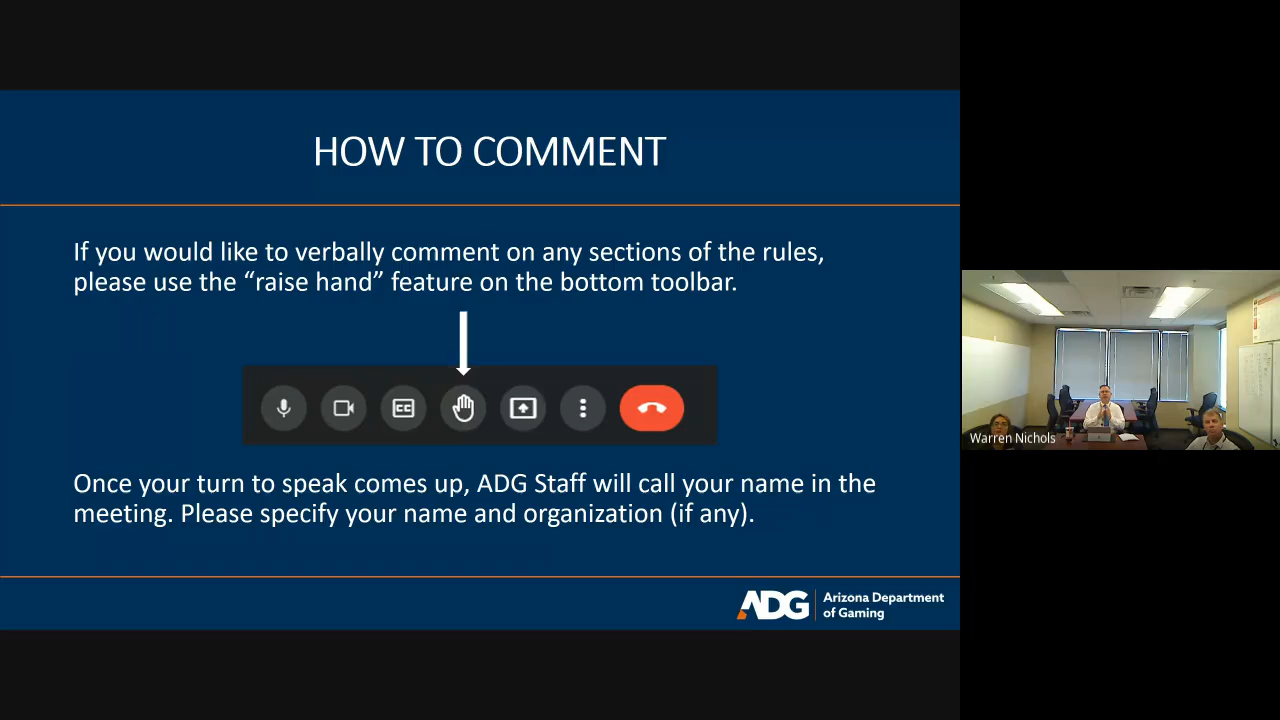 HOW TO COMMENT
If you would like to verbally comment on any sections of the rules,
please use the “raise hand” feature on the bottom toolbar.
CC
Once your turn to speak comes up, ADG Staff will call your name in the
meeting. Please specify your name and organization (if any).
ADG
Arizona Department
of Gaming
Warren Nichols